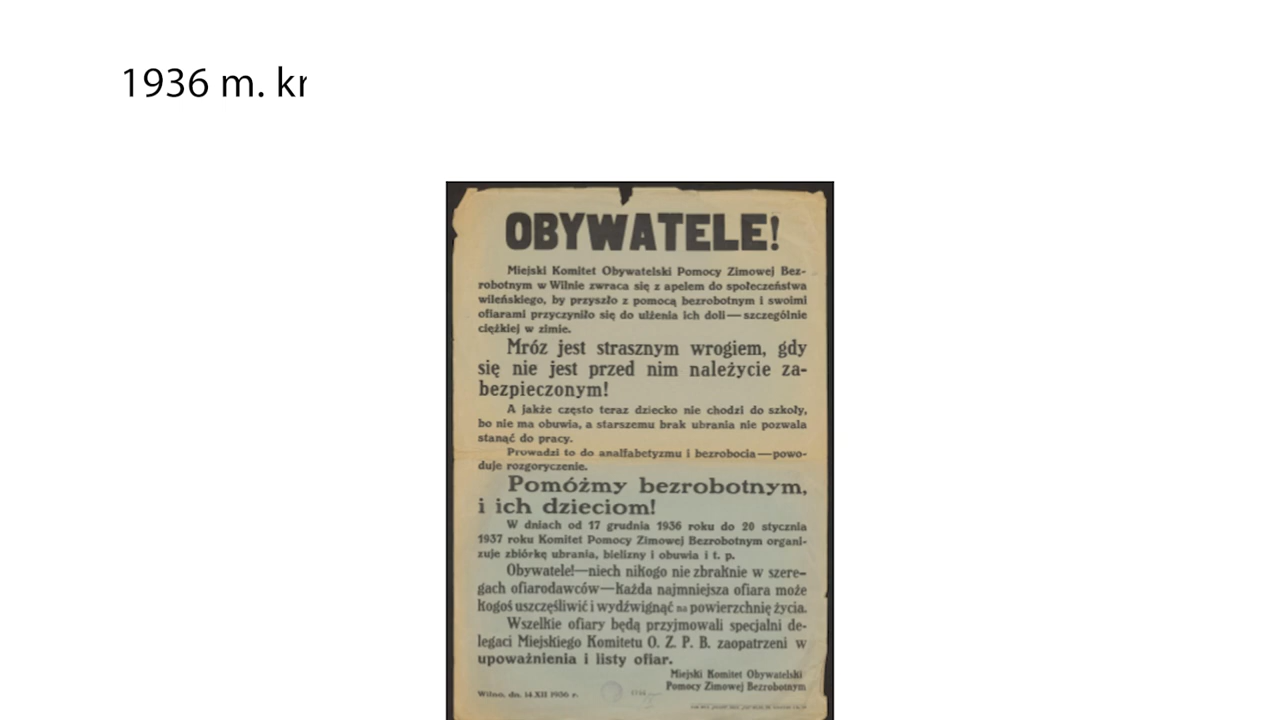 1936 m. kr
OBYWATELE!
Miejski Komitet Obywatelski Pomocy Zimowej Bez-
robotnym w Wilnie zwraca się z apelem do społeczeństwa
wileńskiego, by przyszło z pomocą bezrobotnym i swoimi
ofiarami przyczyniło się do ulżenia ich doli—szczególnie
ciężkiej w zimie.
Mróz jest strasznym wrogiem, gdy
się nie jest przed nim należycie za-
bezpieczonym!
A jakże często teraz dziecko nie chodzi do szkoły,
bo nie ma obuwia, a starszemu brak ubrania nie pozwala
stanąć do pracy.
Prowadzi to do analfabetyzmu i bezrobocia—powo-
duje rozgoryczenie.
Pomóżmy bezrobotnym,
i ich dzieciom!
W dniach od 17 grudnia 1936 roku do 20 stycznia
1937 roku Komitet Pomocy Zimowej Bezrobotnym organi-
zuje zbiórkę ubrania, bielizny i obuwia i t. p.
Obywatele!—niech nikogo nie zbraknie w szere-
gach ofiarodawców—każda najmniejsza ofiara może
kogoś uszczęśliwić i wydźwignąć na powierzchnię życia.
Wszelkie ofiary będą przyjmowali specjalni de-
legaci Miejskiego Komitetu O. Z. P. B. zaopatrzeni w
upoważnienia i listy ofiar.
Miejski Komitet Obywatelski
Pomocy Zimowej Bezrobotnym
Wilno, dn. 14 XII 1936 r.